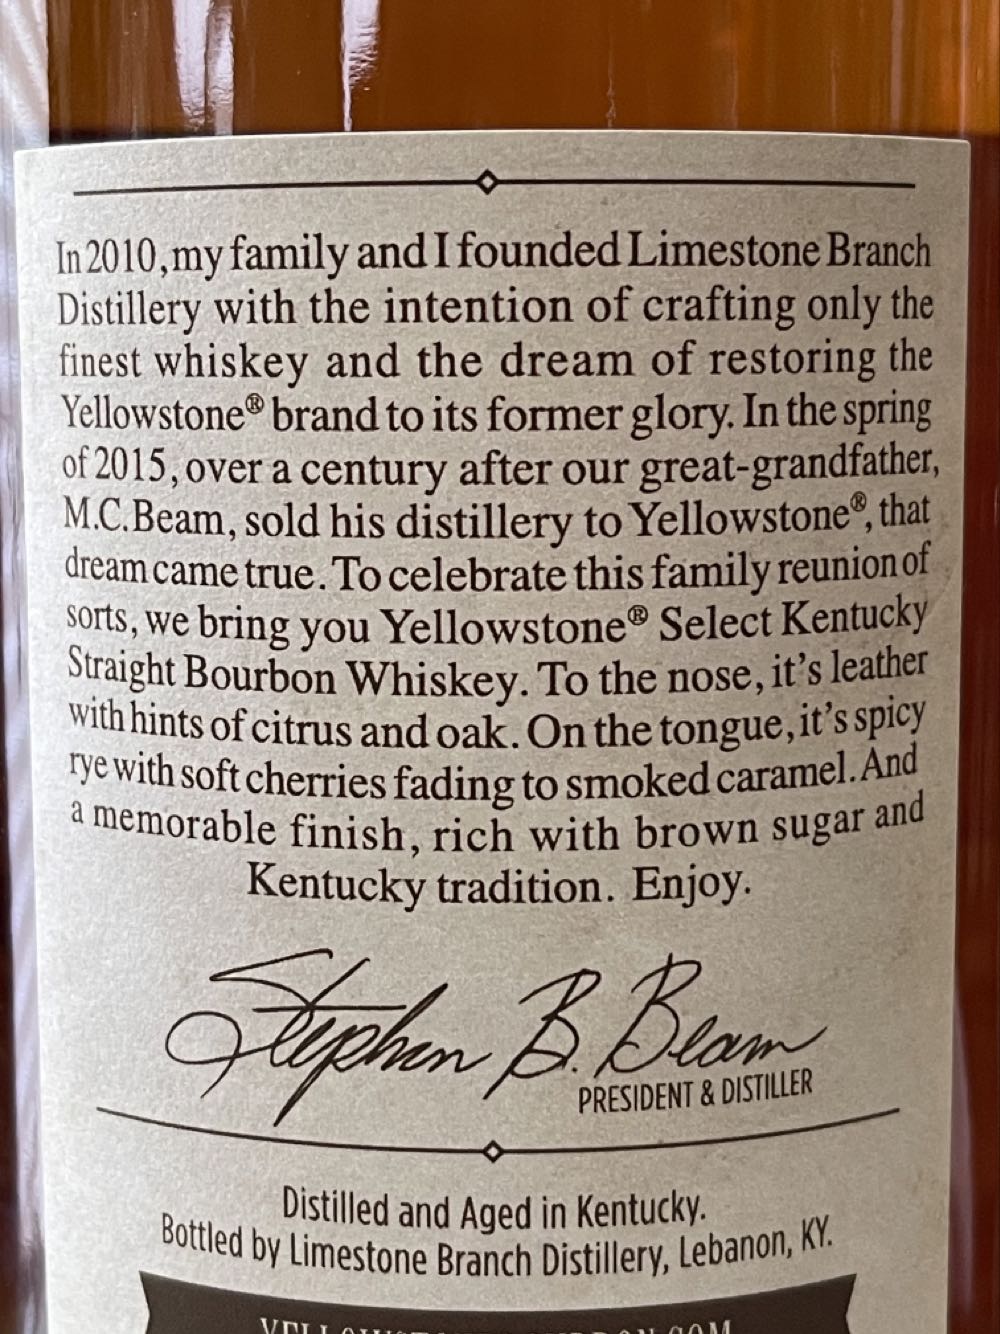 In 2010, my family and I founded Limestone Branch
Distillery with the intention of crafting only the
finest whiskey and the dream of restoring the
Yellowstone® brand to its former glory. In the spring
of 2015, over a century after our great-grandfather,
M.C. Beam, sold his distillery to Yellowstone®, that
dream came true. To celebrate this family reunion of
sorts, we bring you Yellowstone® Select Kentucky
Straight Bourbon Whiskey. To the nose, it's leather
with hints of citrus and oak. On the tongue, it's spicy
rye with soft cherries fading to smoked caramel. And
a memorable finish, rich with brown sugar and
Kentucky tradition. Enjoy.
Stephen B. Beam
PRESIDENT & DISTILLER
Distilled and Aged in Kentucky.
Bottled by Limestone Branch Distillery, Lebanon, KY.